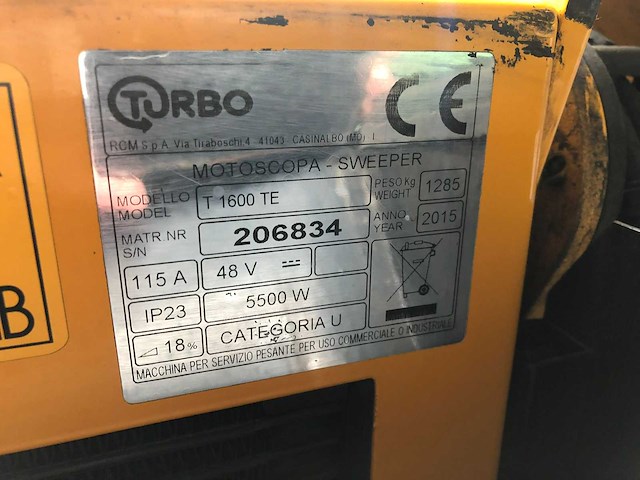 TURBO
CE
RCM S.p.A. Via Tiraboschi 4 - 41043 - CASINALBO (MO) I
MOTOSCOPA - SWEEPER
MODELLO
MODEL
T 1600 TE
PESO Kg
WEIGHT
1285
MATR.NR
S/N
206834
ANNO
YEAR
2015
115 A
48 V
IP23
5500 W
18%
CATEGORIA U
MACCHINA PER SERVIZIO PESANTE PER USO COMMERCIALE O INDUSTRIALE
B